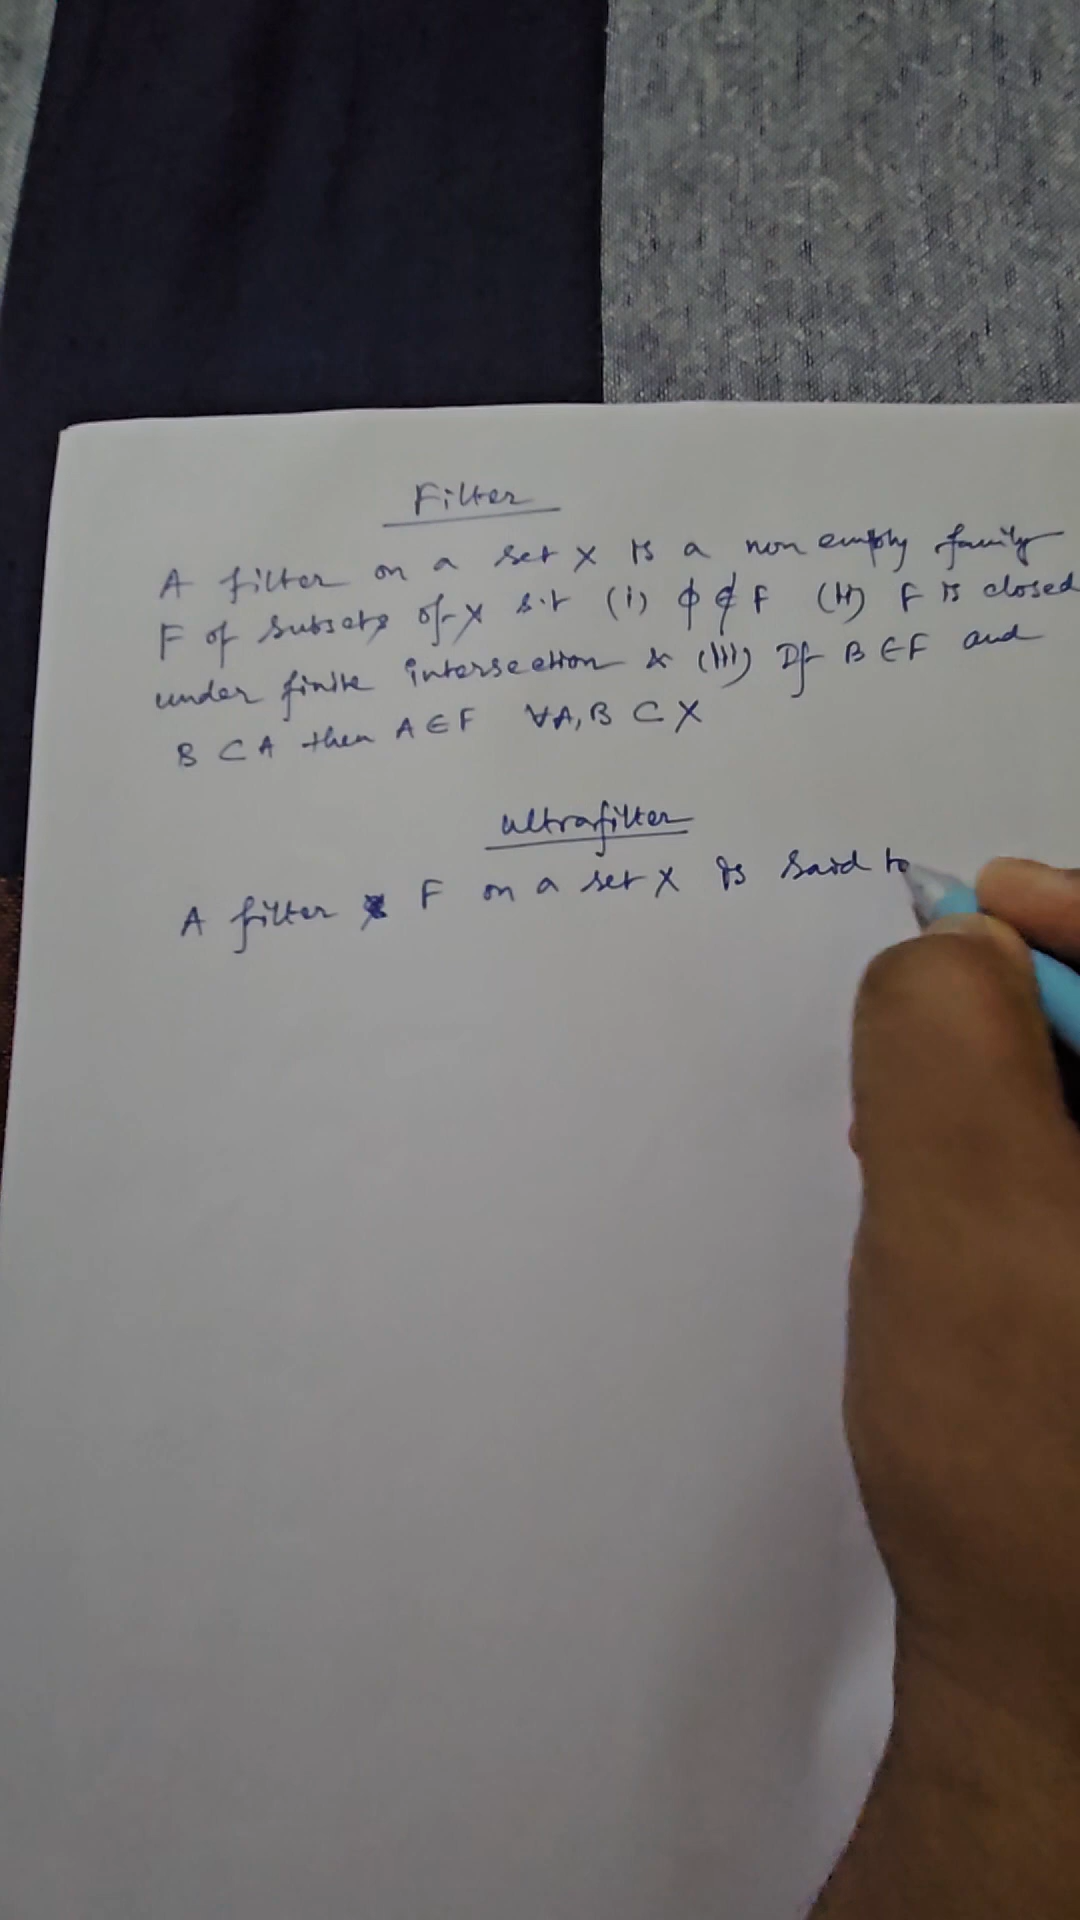 Filter
A filter on a set X is a non empty family
F of subsets of X s.t (i) ϕ ∉ F (ii) F is closed
under finite intersection & (iii) If B ∈ F and
B ⊂ A then A ∈ F ∀A, B ⊂ X
ultrafilter
A filter F on a set X is said to